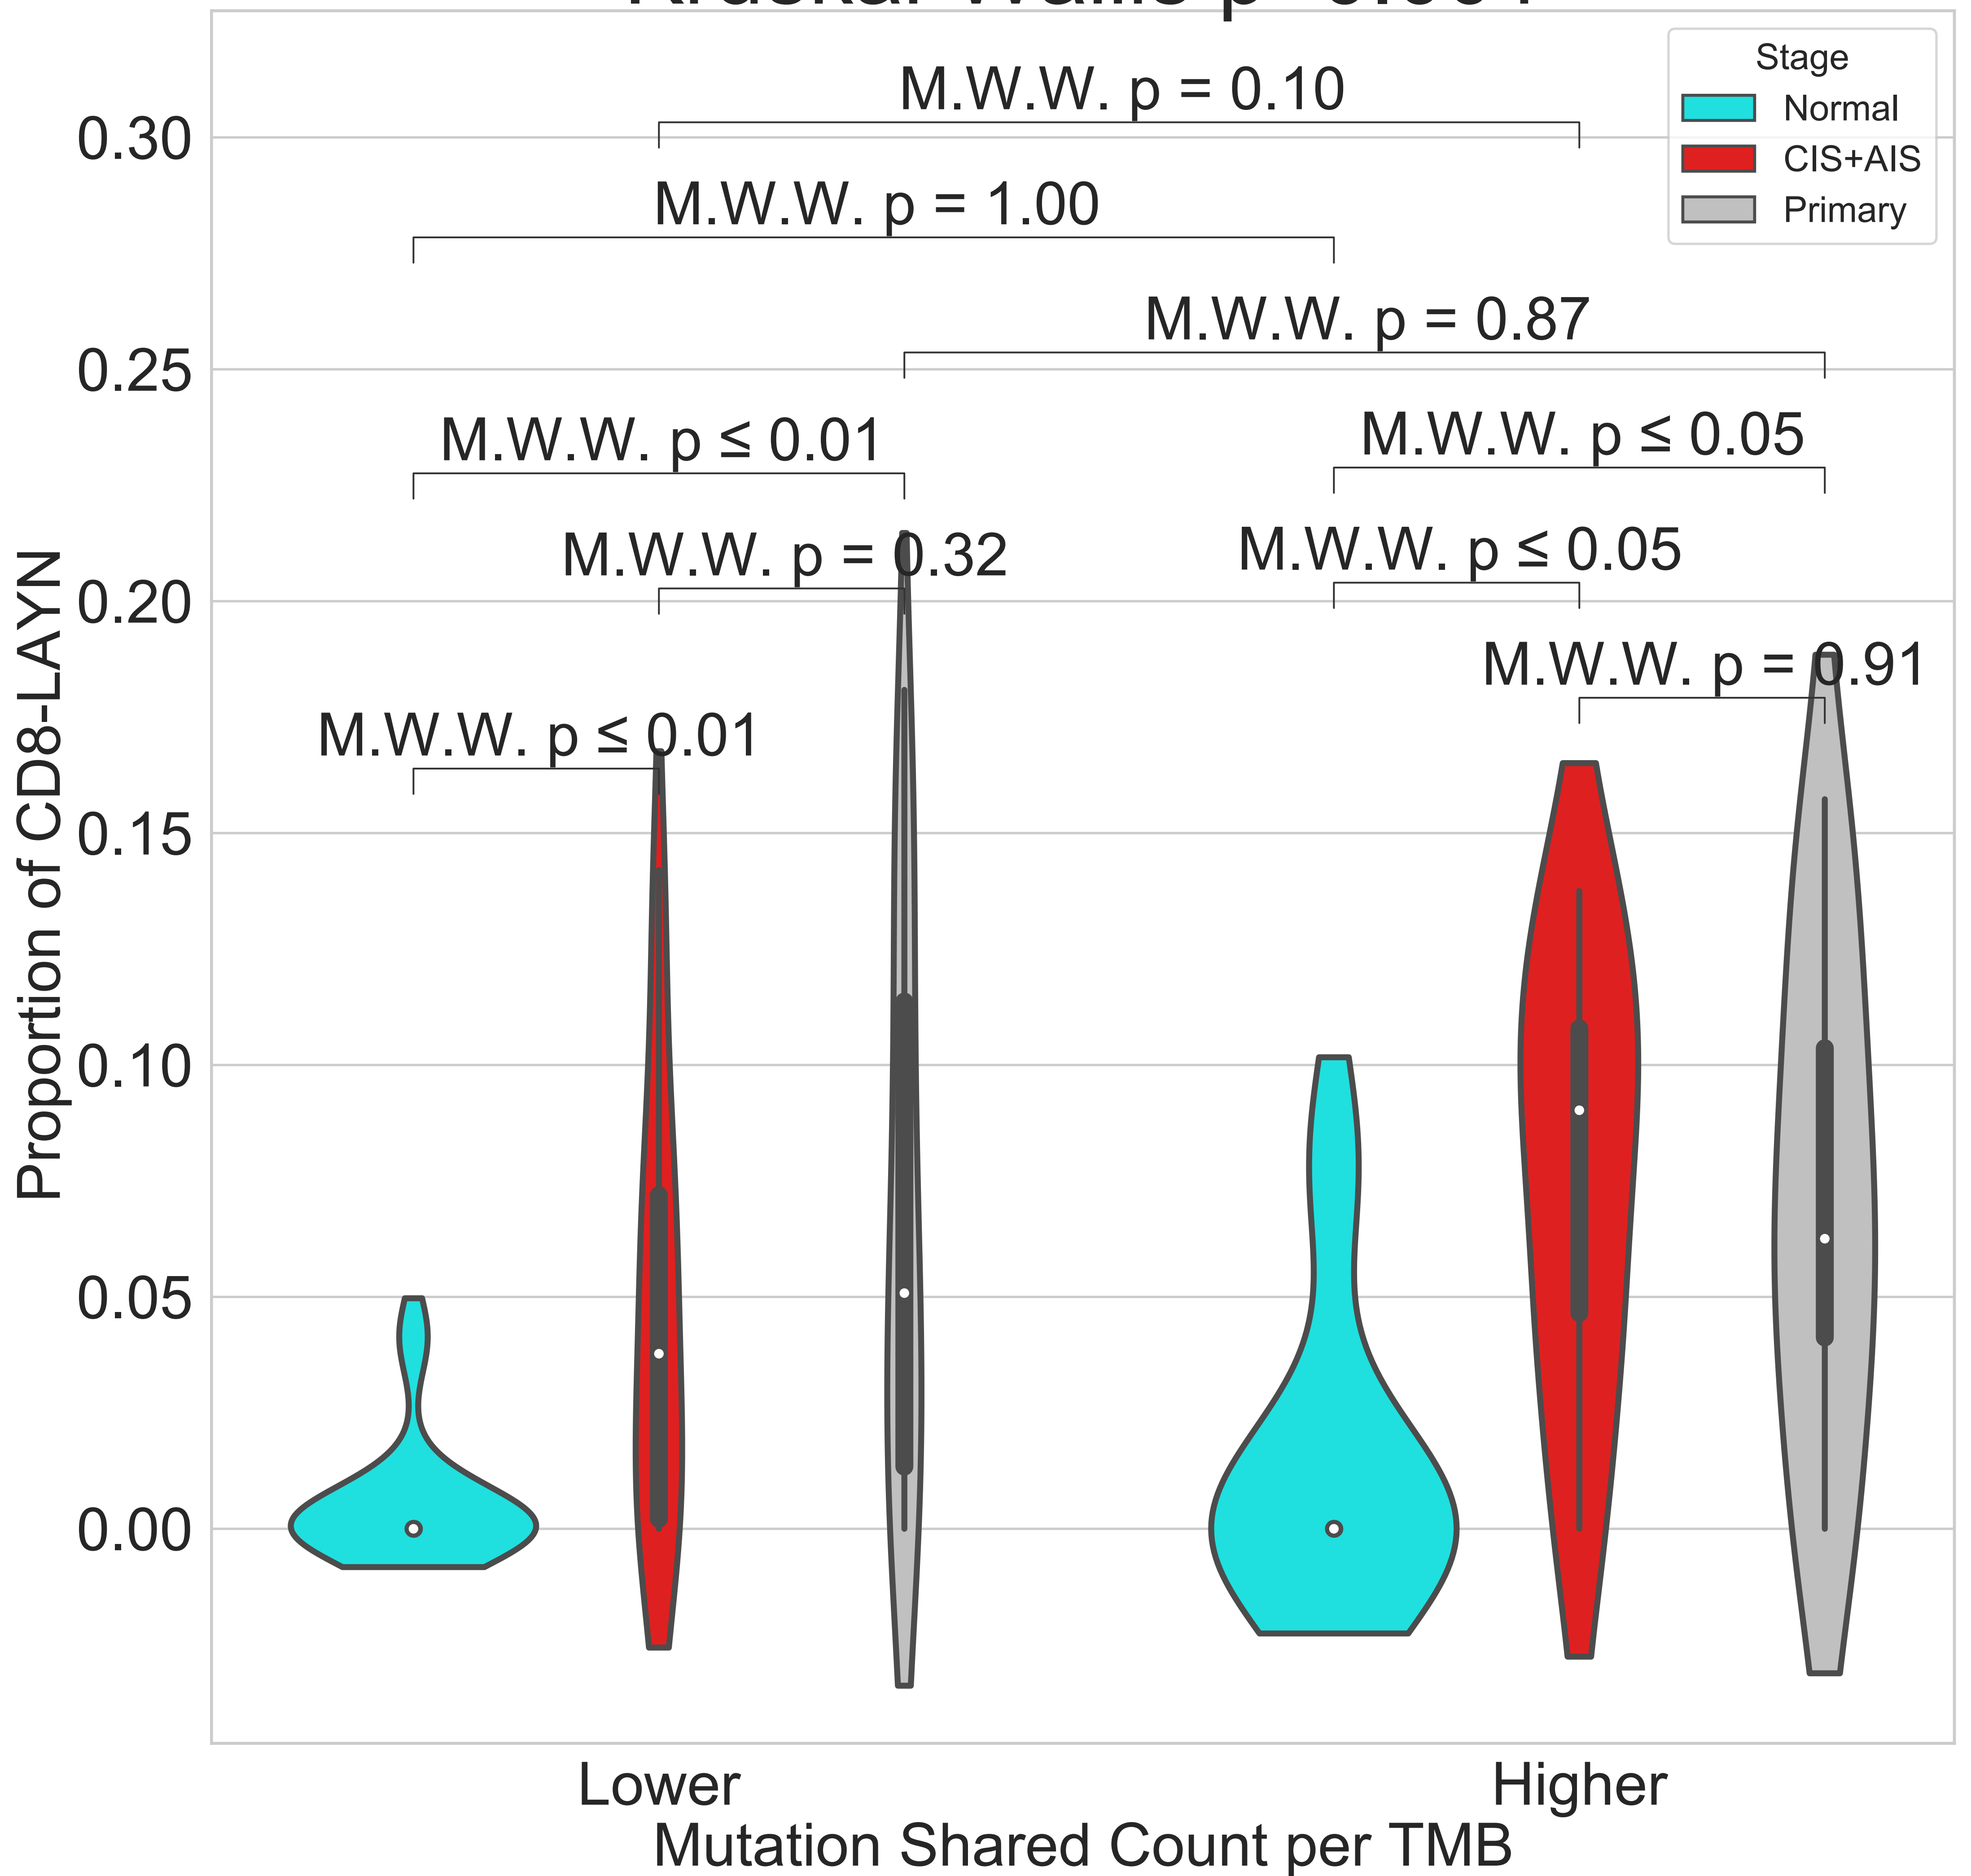 Stage
Normal
CIS+AIS
Primary
M.W.W. p = 0.10
M.W.W. p = 1.00
M.W.W. p = 0.87
M.W.W. p ≤ 0.01
M.W.W. p ≤ 0.05
M.W.W. p = 0.32
M.W.W. p ≤ 0.05
M.W.W. p = 0.91
M.W.W. p ≤ 0.01
0.30
0.25
0.20
0.15
0.10
0.05
0.00
Proportion of CD8-LAYN
Lower
Higher
Mutation Shared Count per TMB